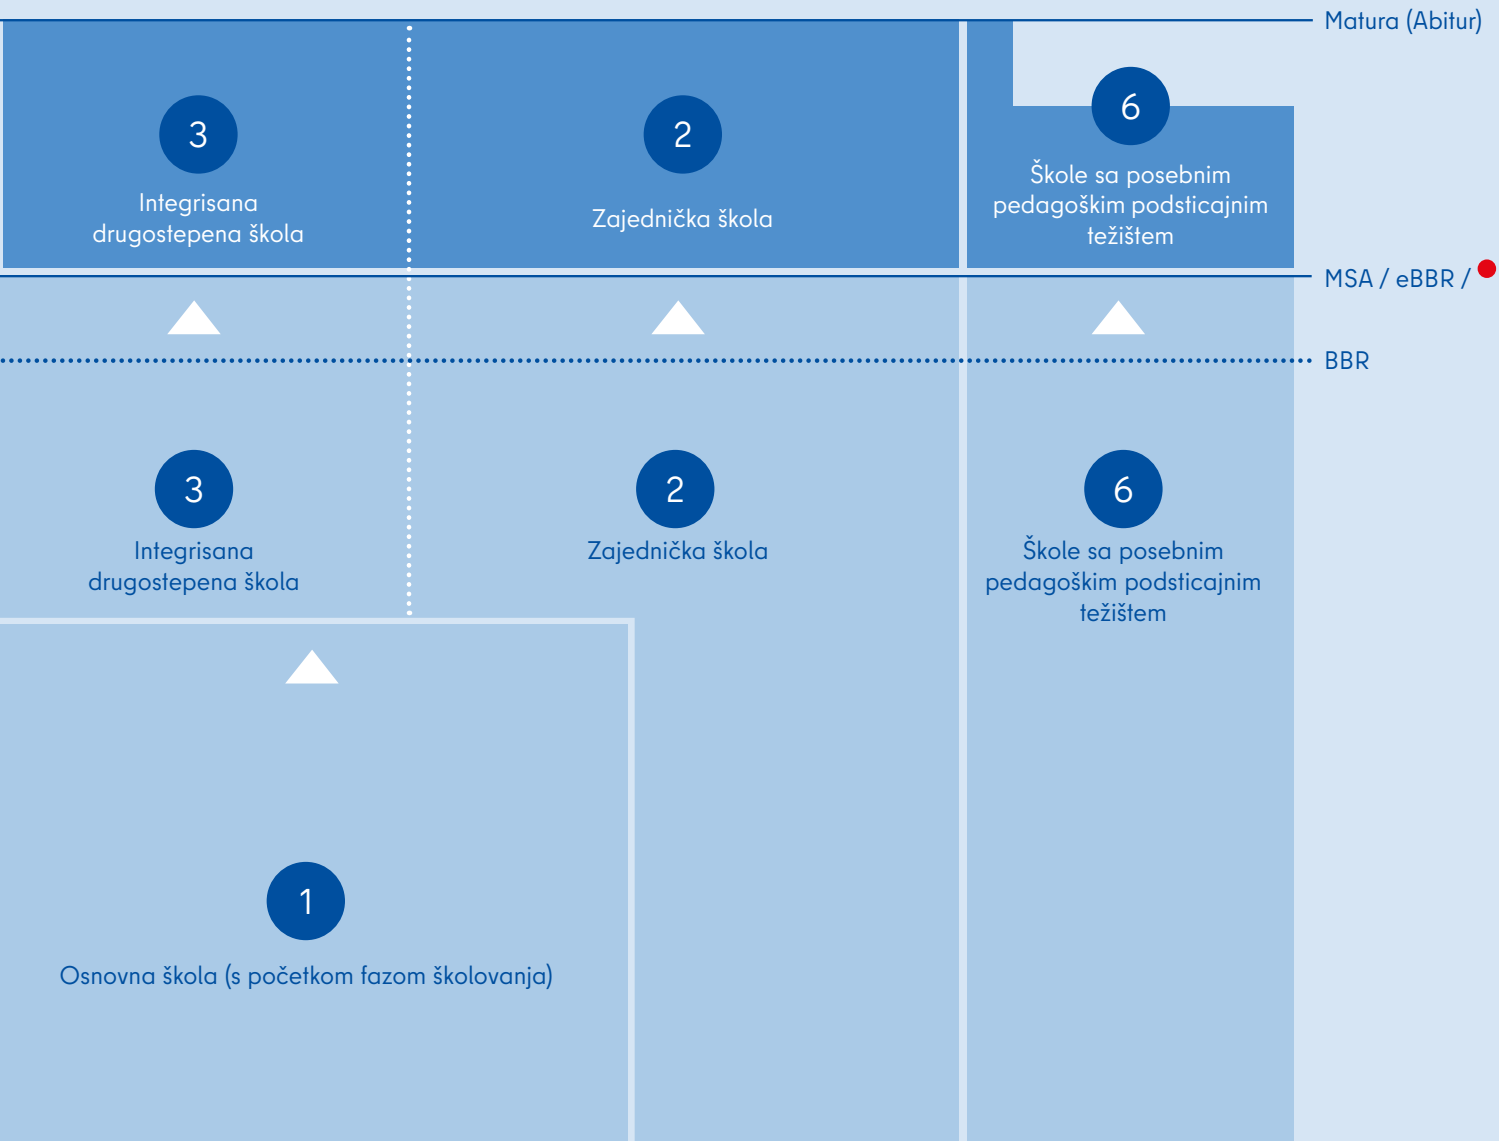 Matura (Abitur)
3
Integrisana
drugostepena škola
2
Zajednička škola
6
Škole sa posebnim
pedagoškim podsticajnim
težištem
MSA / eBBR /
BBR
3
Integrisana
drugostepena škola
2
Zajednička škola
6
Škole sa posebnim
pedagoškim podsticajnim
težištem
1
Osnovna škola (s početkom fazom školovanja)